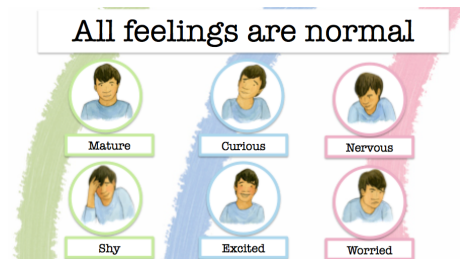 All feelings are normal
Mature
Curious
Nervous
Shy
Excited
Worried